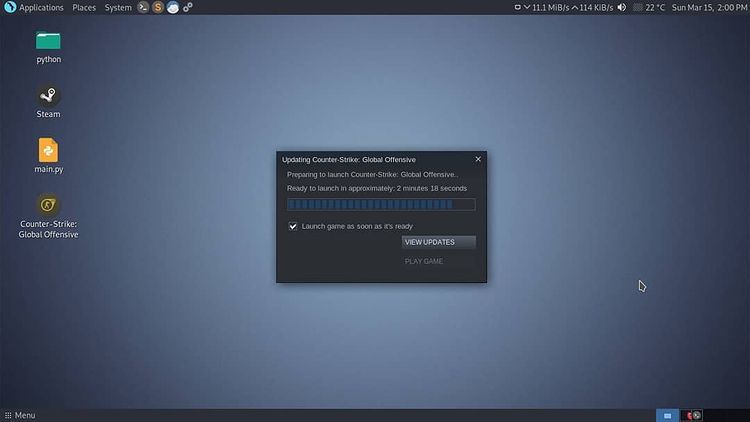 Applications Places System
11.1 MiB/s 114 KiB/s 22 °C Sun Mar 15, 2:00 PM
python
Steam
main.py
Counter-Strike:
Global Offensive
Updating Counter-Strike: Global Offensive
Preparing to launch Counter-Strike: Global Offensive..
Ready to launch in approximately: 2 minutes 18 seconds
Launch game as soon as it's ready
VIEW UPDATES
PLAY GAME
Menu